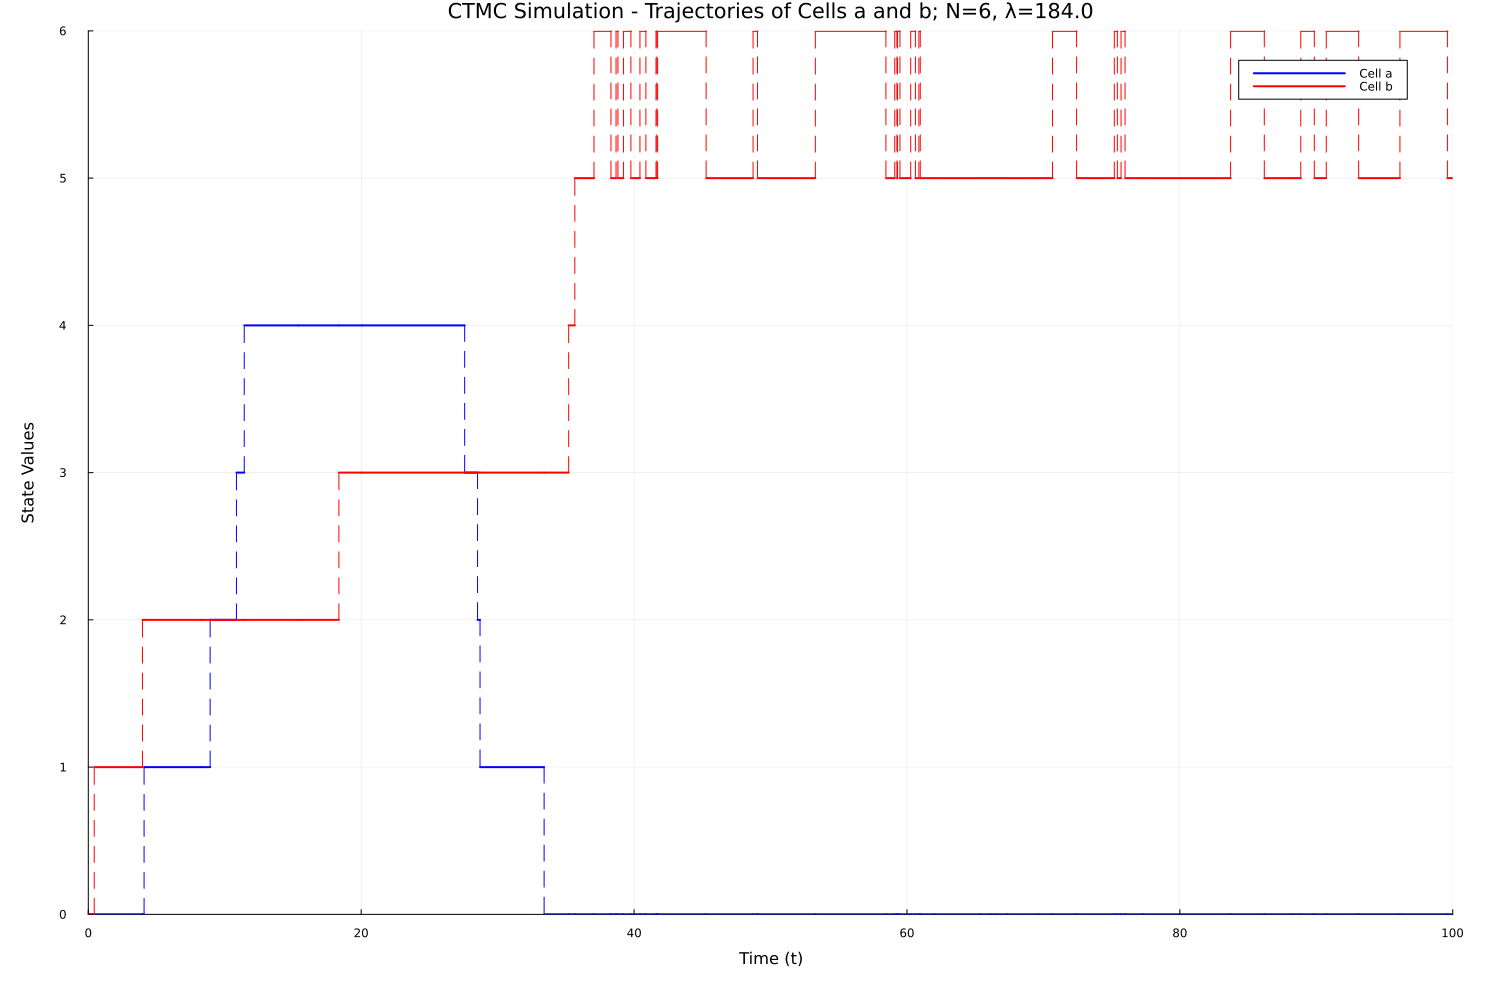 CTMC Simulation - Trajectories of Cells a and b; N=6, λ=184.0
6
Cell a
Cell b
5
4
State Values
3
2
1
0
0 20 40 60 80 100
Time (t)